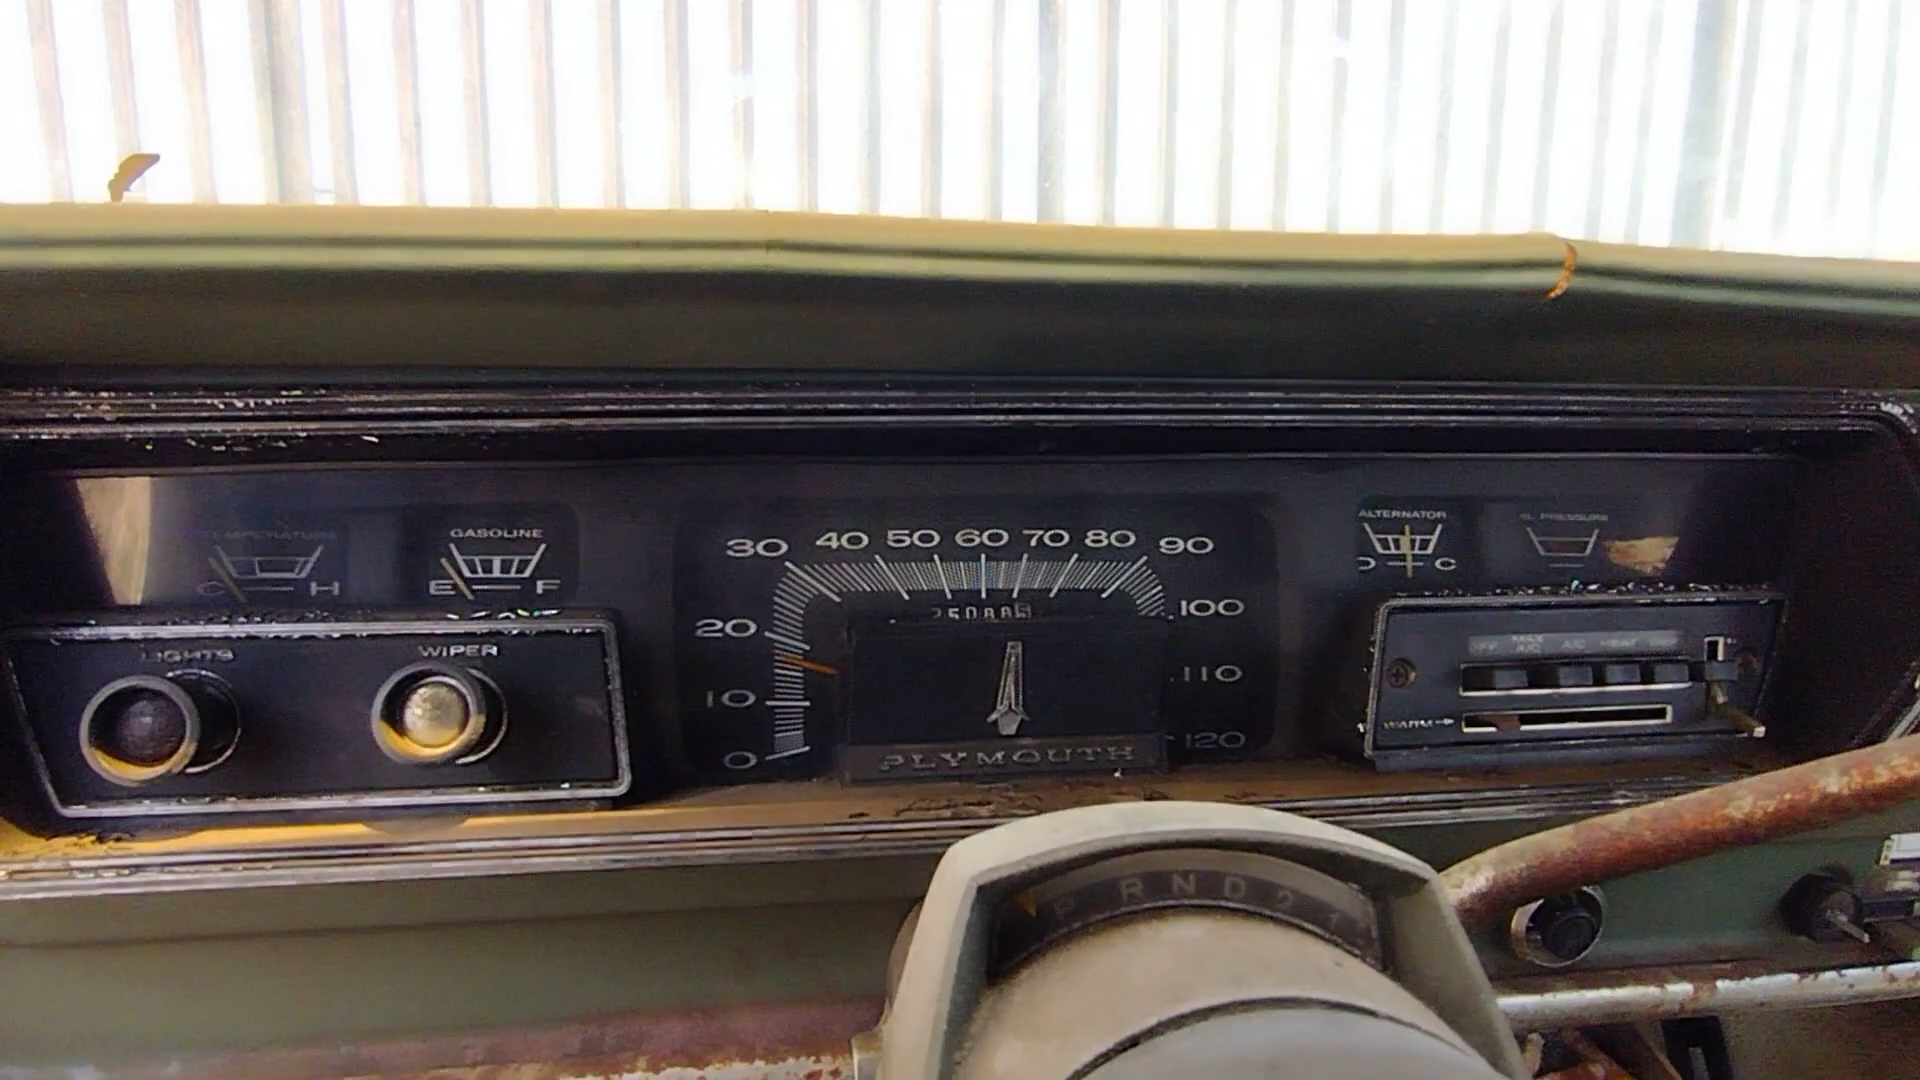 TEMPERATURE
C H
GASOLINE
E F
LIGHTS
WIPER
30 40 50 60 70 80 90
20 100
10 110
0 120
PLYMOUTH
ALTERNATOR
D C
OIL PRESSURE
OFF MAX A/C A/C HEAT
WARM
P R N D 2 1